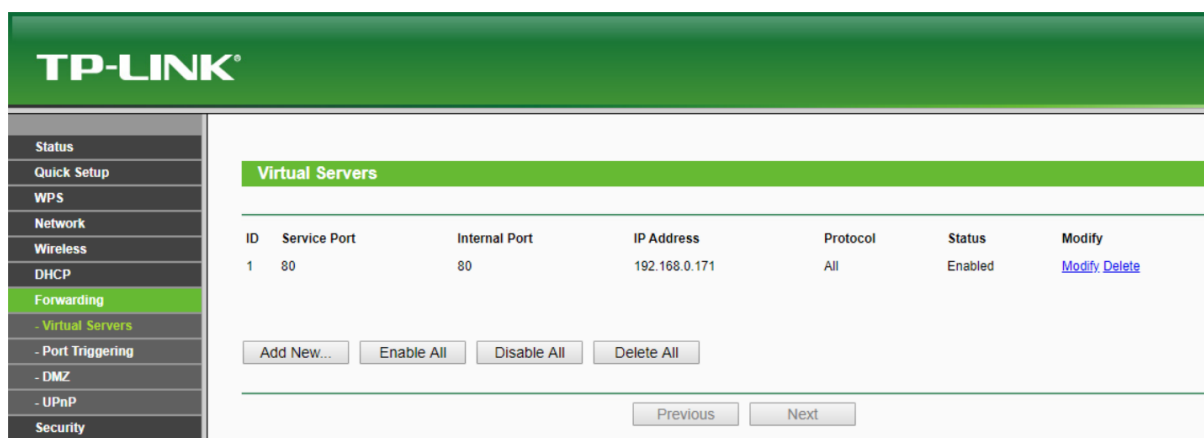 TP-LINK®
Status
Quick Setup
WPS
Network
Wireless
DHCP
Forwarding
- Virtual Servers
- Port Triggering
- DMZ
- UPnP
Security
Virtual Servers
ID Service Port Internal Port IP Address Protocol Status Modify
1 80 80 192.168.0.171 All Enabled Modify Delete
Add New... Enable All Disable All Delete All
Previous Next